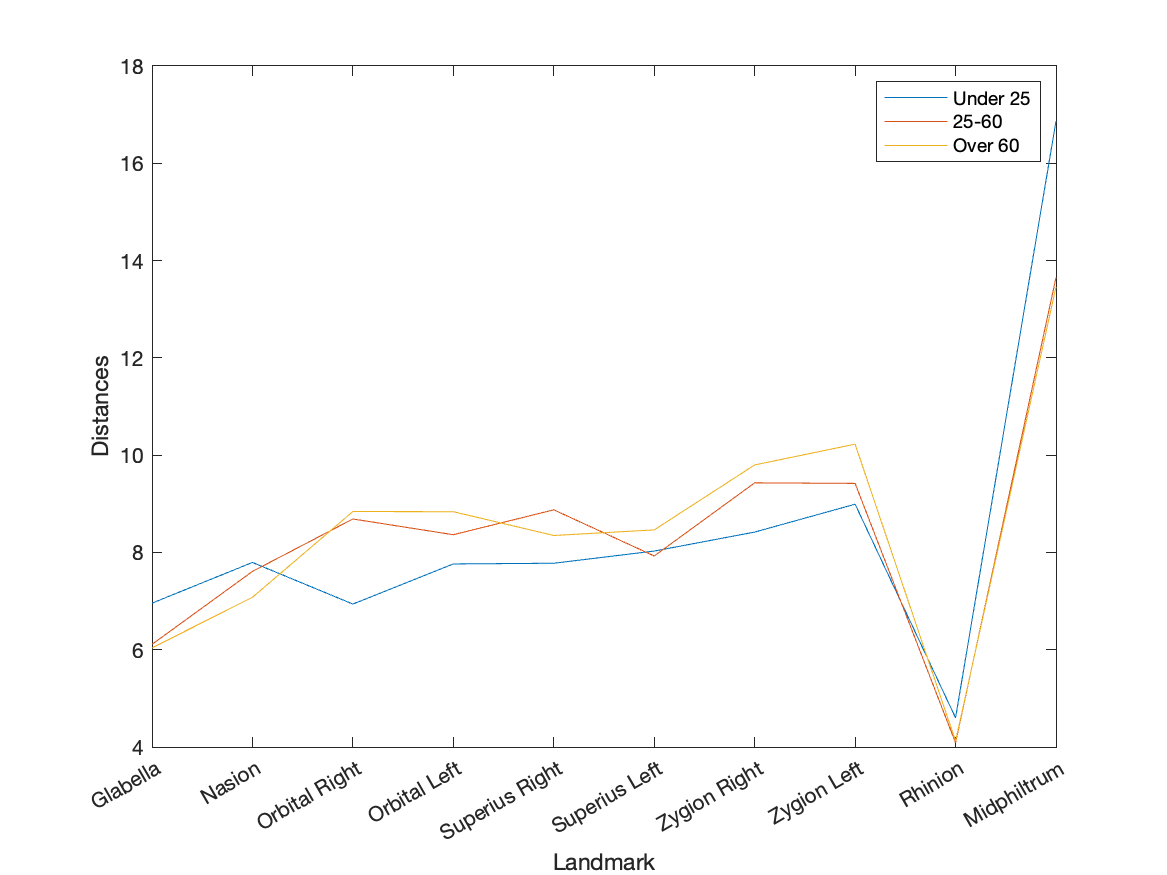 18
16
14
12
10
8
6
4
Distances
Under 25
25-60
Over 60
Glabella
Nasion
Orbital Right
Orbital Left
Superius Right
Superius Left
Zygion Right
Zygion Left
Rhinion
Midphiltrum
Landmark